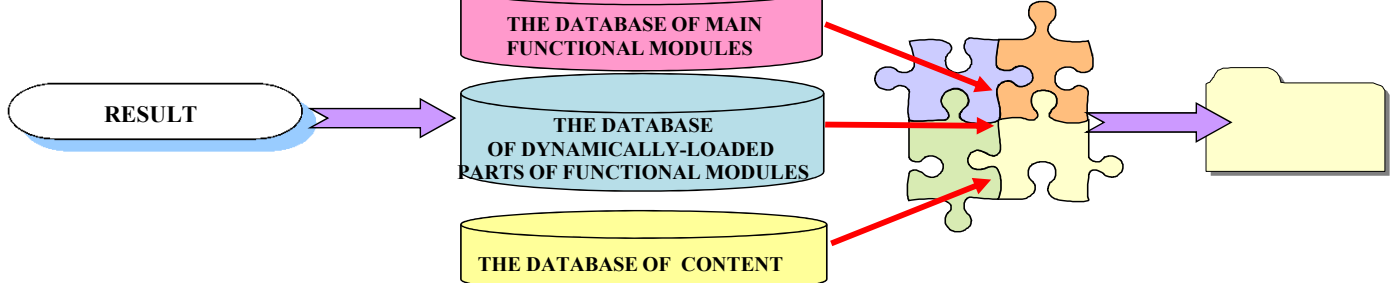 THE DATABASE OF MAIN
FUNCTIONAL MODULES
RESULT
THE DATABASE
OF DYNAMICALLY-LOADED
PARTS OF FUNCTIONAL MODULES
THE DATABASE OF CONTENT